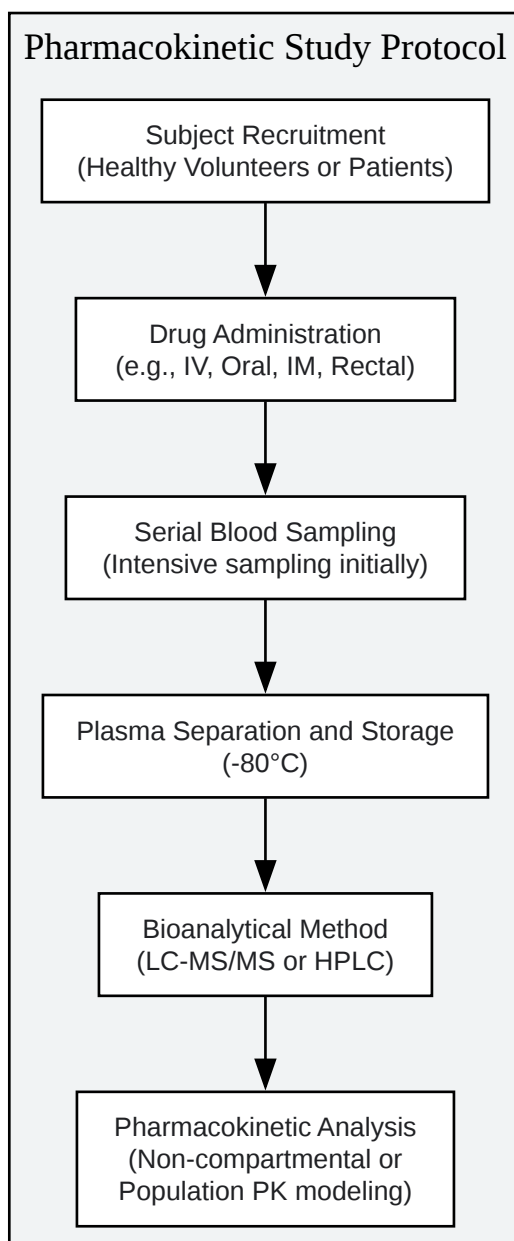 Pharmacokinetic Study Protocol
Subject Recruitment
(Healthy Volunteers or Patients)
Drug Administration
(e.g., IV, Oral, IM, Rectal)
Serial Blood Sampling
(Intensive sampling initially)
Plasma Separation and Storage
(-80°C)
Bioanalytical Method
(LC-MS/MS or HPLC)
Pharmacokinetic Analysis
(Non-compartmental or
Population PK modeling)